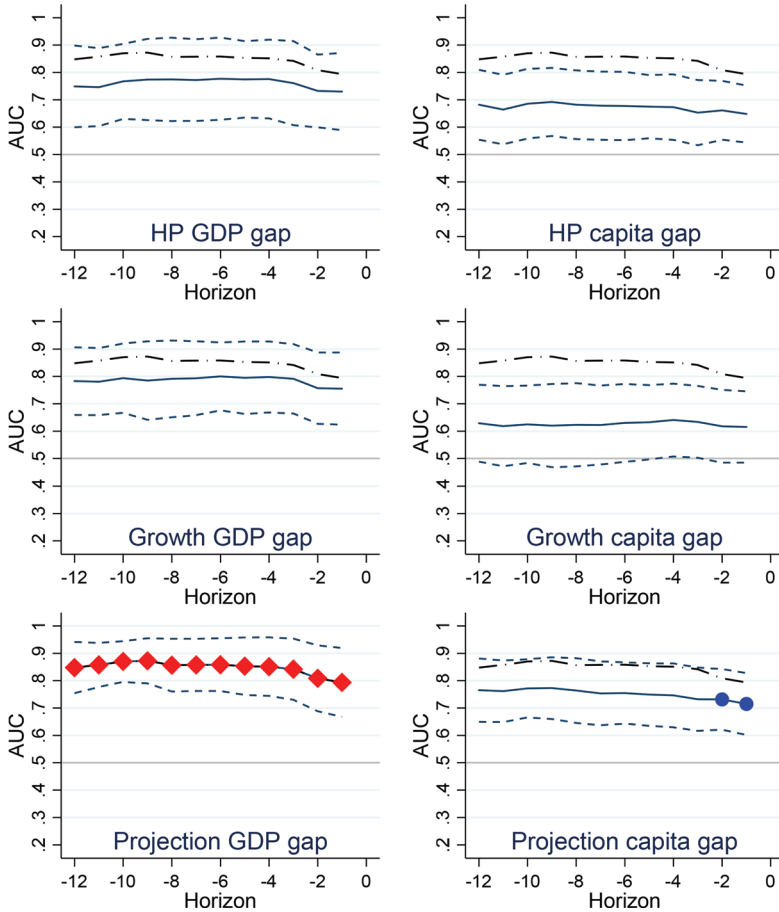 1
.9
.8
.7
.6
.5
.4
.3
.2
AUC
HP GDP gap
-12 -10 -8 -6 -4 -2 0
Horizon
1
.9
.8
.7
.6
.5
.4
.3
.2
AUC
HP capita gap
-12 -10 -8 -6 -4 -2 0
Horizon
1
.9
.8
.7
.6
.5
.4
.3
.2
AUC
Growth GDP gap
-12 -10 -8 -6 -4 -2 0
Horizon
1
.9
.8
.7
.6
.5
.4
.3
.2
AUC
Growth capita gap
-12 -10 -8 -6 -4 -2 0
Horizon
1
.9
.8
.7
.6
.5
.4
.3
.2
AUC
Projection GDP gap
-12 -10 -8 -6 -4 -2 0
Horizon
1
.9
.8
.7
.6
.5
.4
.3
.2
AUC
Projection capita gap
-12 -10 -8 -6 -4 -2 0
Horizon